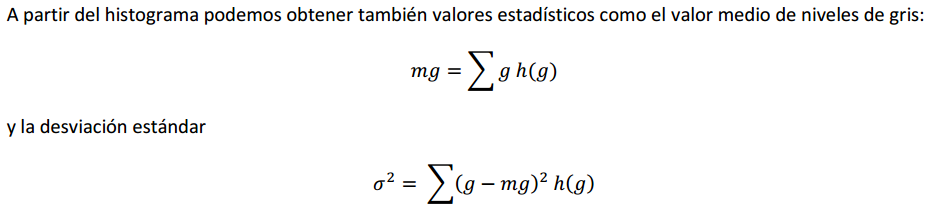 A partir del histograma podemos obtener también valores estadísticos como el valor medio de niveles de gris:
mg = ∑ g h(g)
y la desviación estándar
σ² = ∑(g − mg)² h(g)